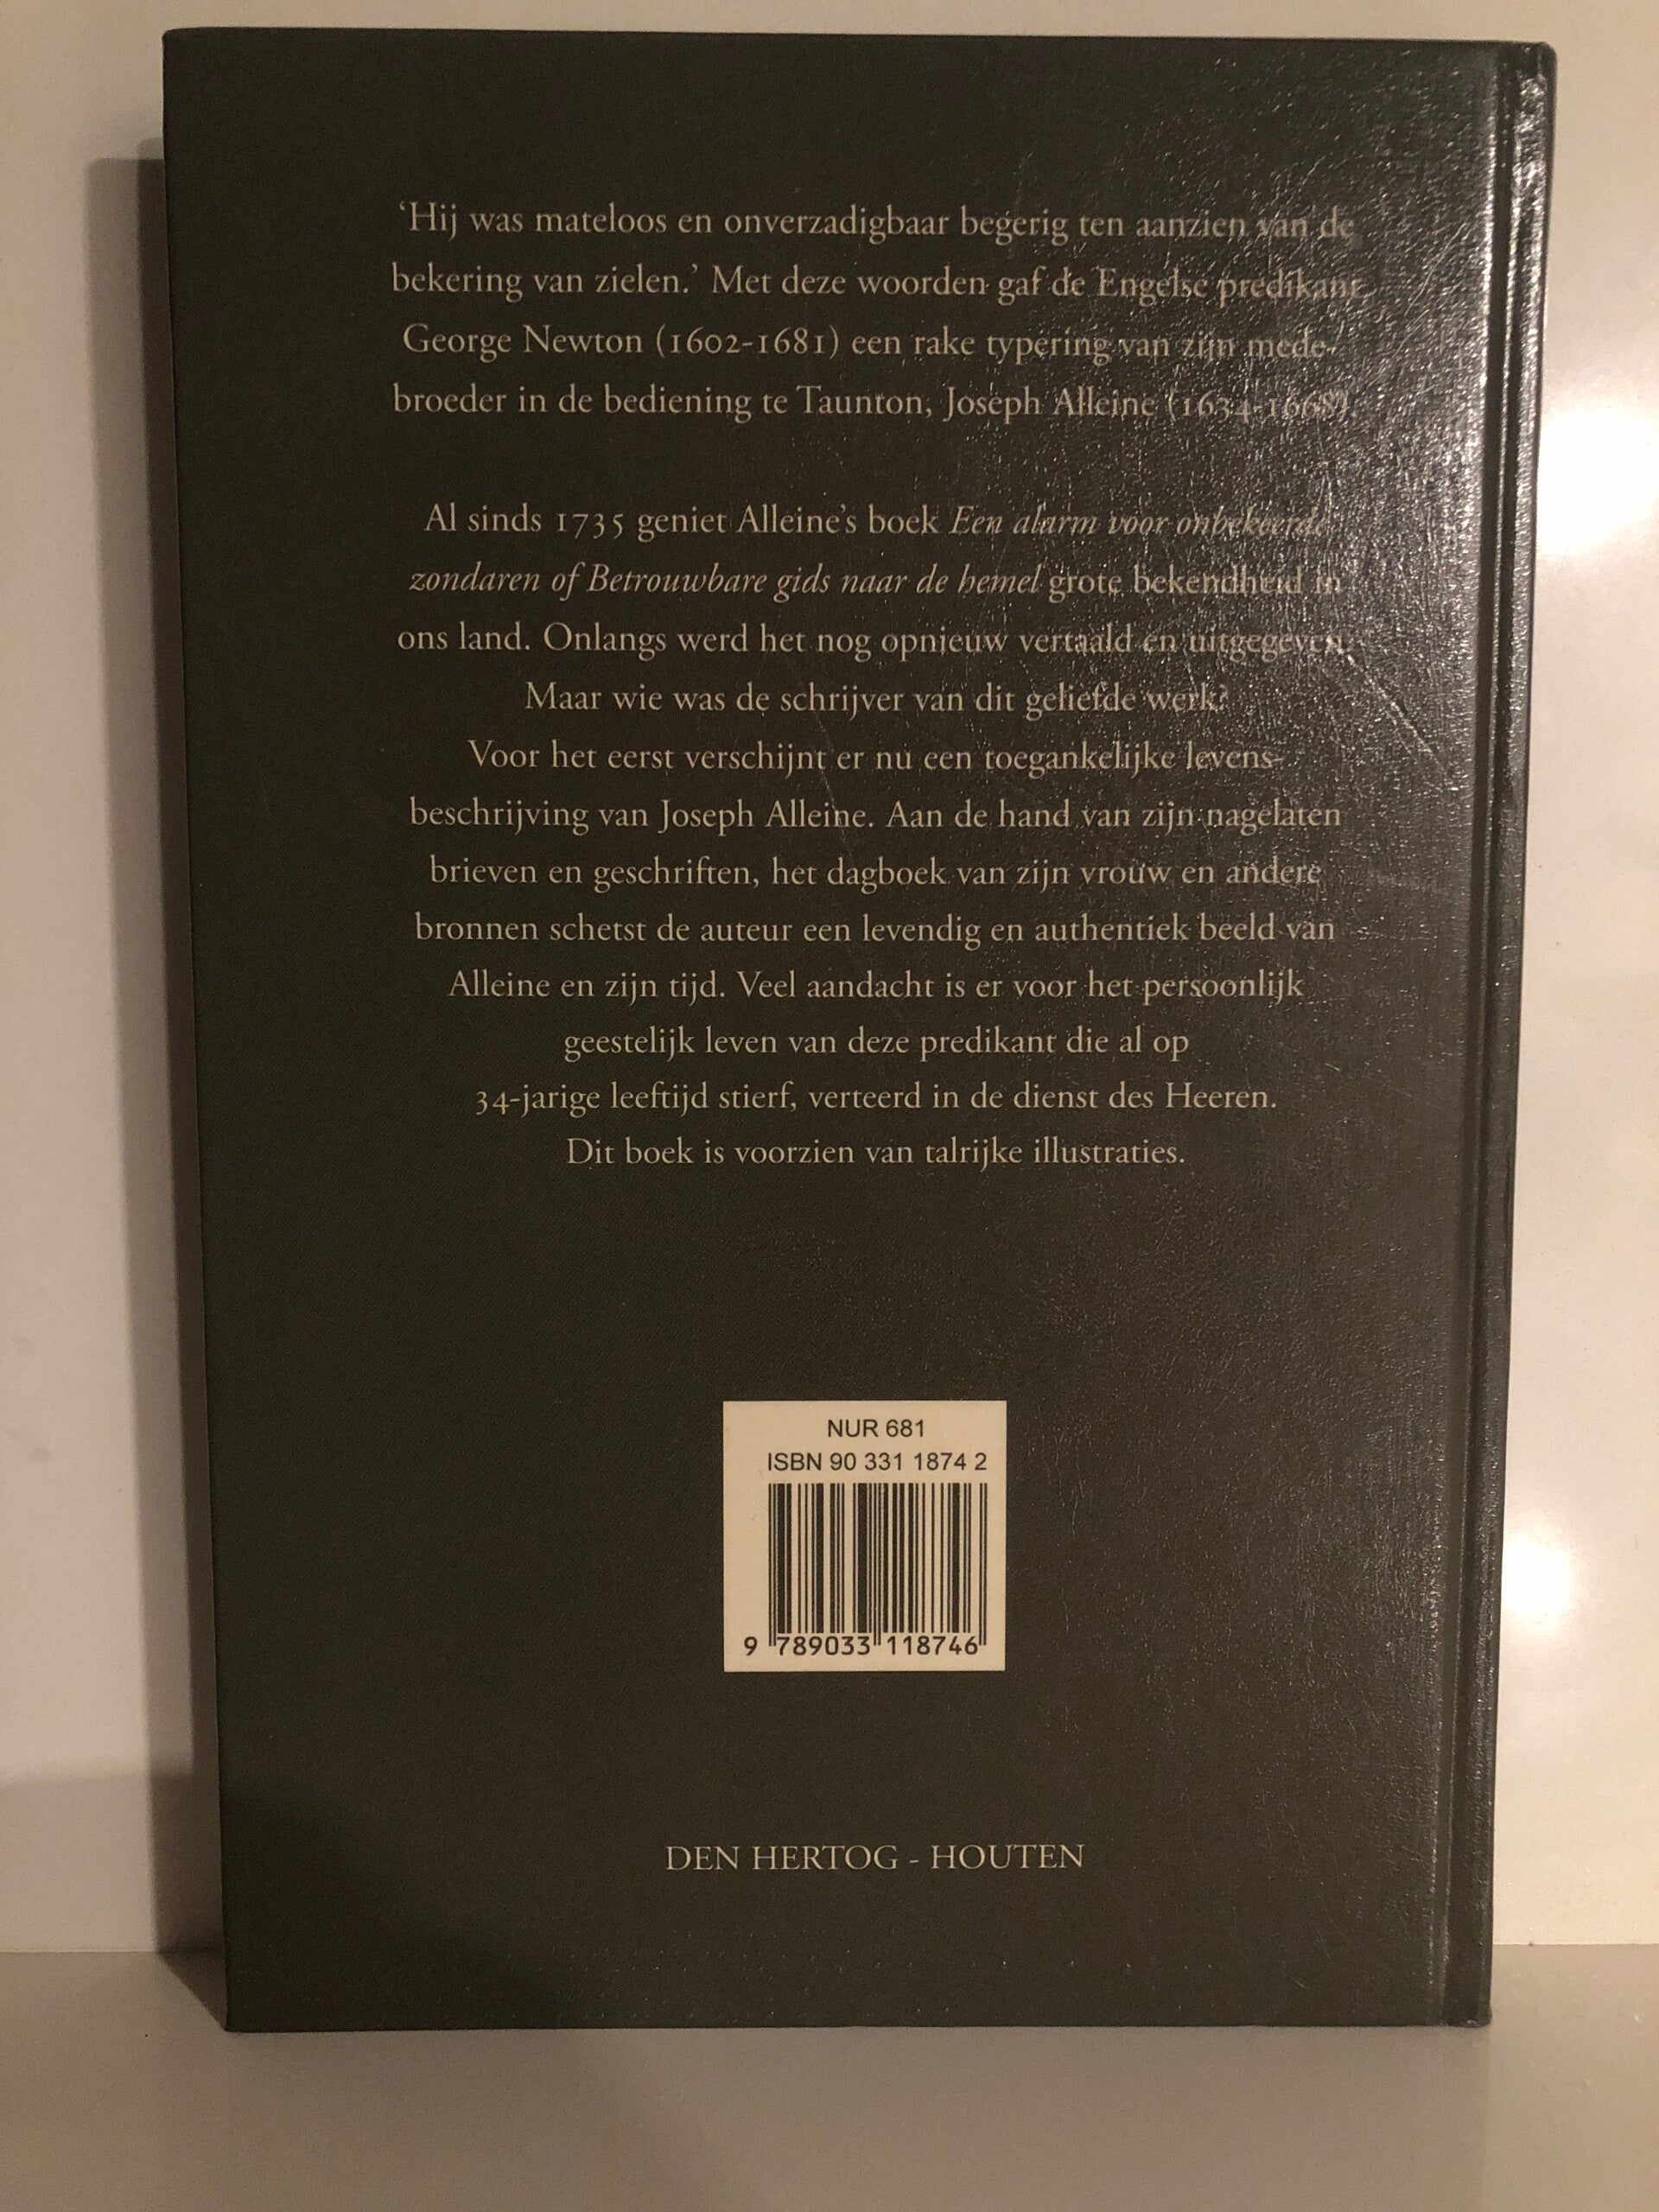 ‘Hij was mateloos en onverzadigbaar begerig ten aanzien van de
bekering van zielen.’ Met deze woorden gaf de Engelse predikant
George Newton (1602-1681) een rake typering van zijn mede-
broeder in de bediening te Taunton, Joseph Alleine (1634-1668).
Al sinds 1735 geniet Alleine’s boek Een alarm voor onbekeerde
zondaren of Betrouwbare gids naar de hemel grote bekendheid in
ons land. Onlangs werd het nog opnieuw vertaald en uitgegeven.
Maar wie was de schrijver van dit geliefde werk?
Voor het eerst verschijnt er nu een toegankelijke levens-
beschrijving van Joseph Alleine. Aan de hand van zijn nagelaten
brieven en geschriften, het dagboek van zijn vrouw en andere
bronnen schetst de auteur een levendig en authentiek beeld van
Alleine en zijn tijd. Veel aandacht is er voor het persoonlijk
geestelijk leven van deze predikant die al op
34-jarige leeftijd stierf, verteerd in de dienst des Heeren.
Dit boek is voorzien van talrijke illustraties.
NUR 681
ISBN 90 331 1874 2
9 789033 118746
DEN HERTOG - HOUTEN